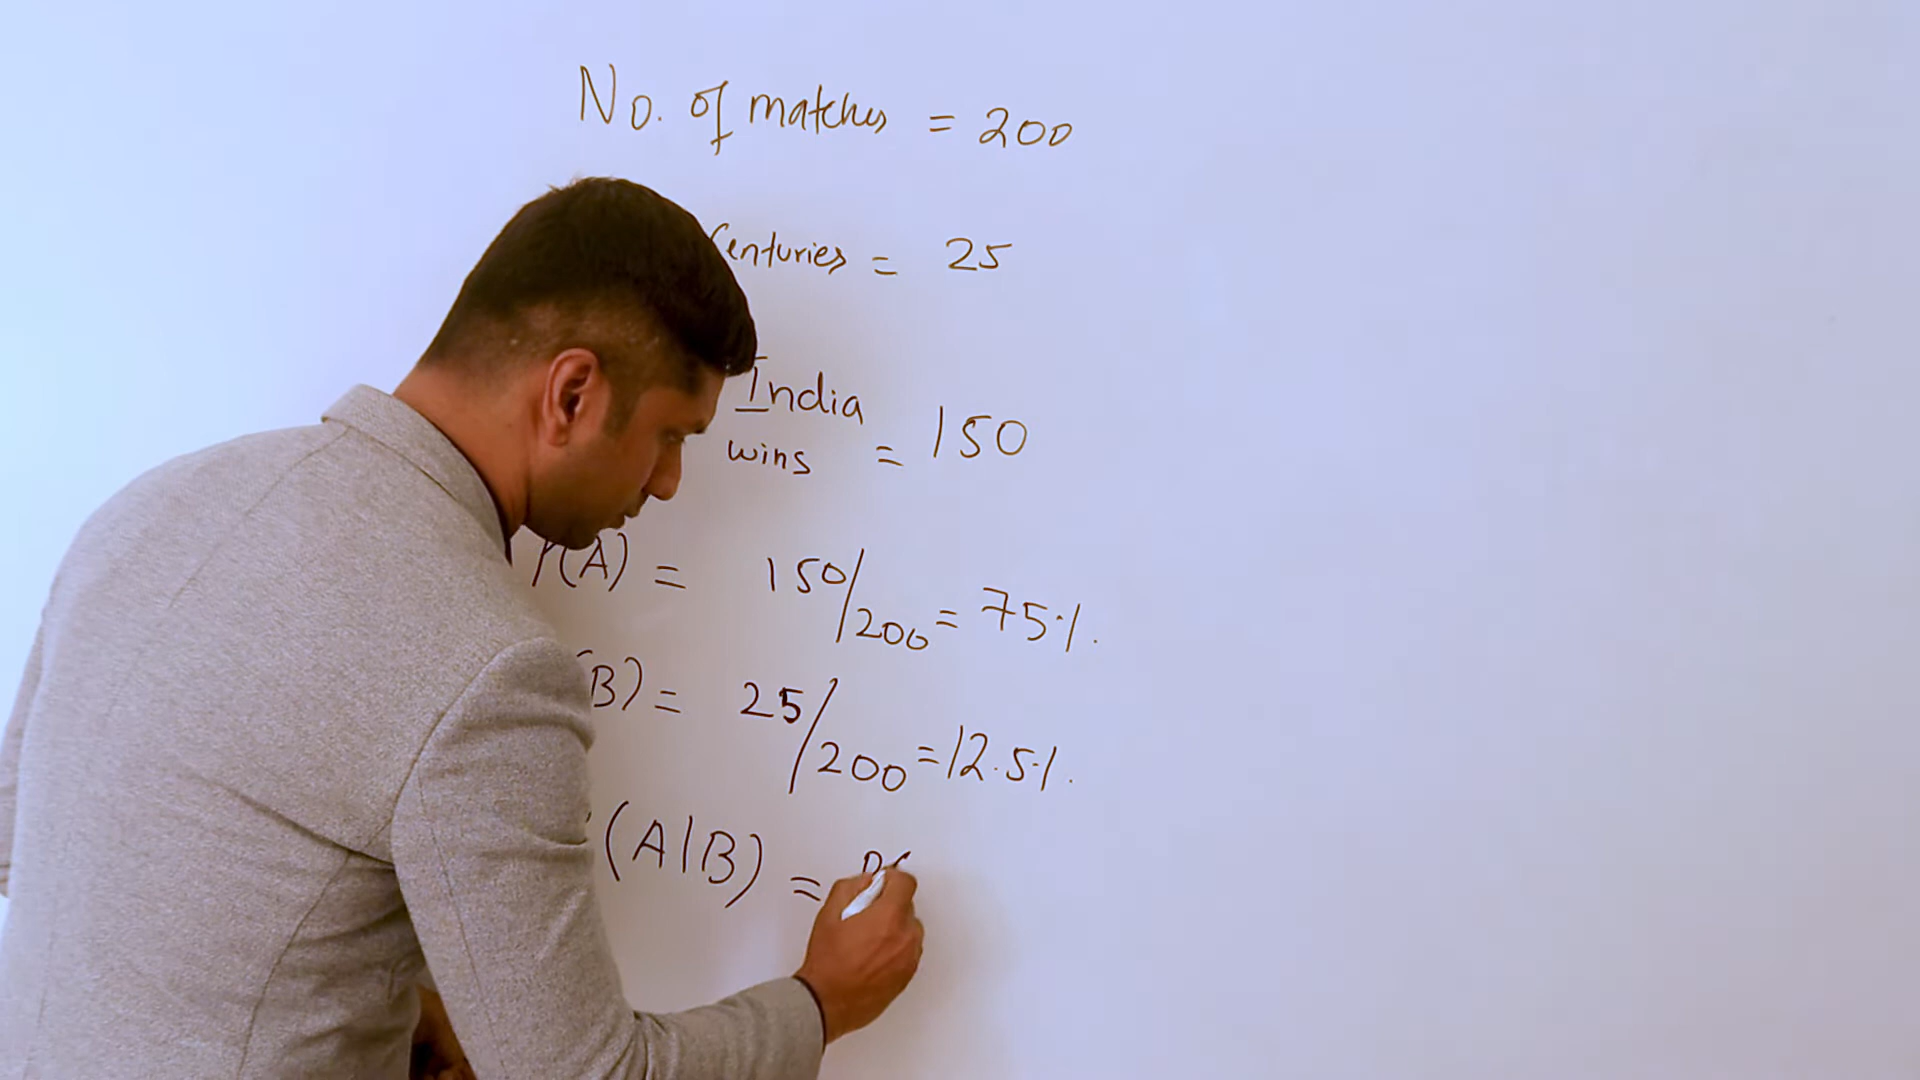 No. of matches = 200
Centuries = 25
India
wins = 150
P(A) = 150/200 = 75%.
(B) = 25/200 = 12.5%.
(A|B) = P(